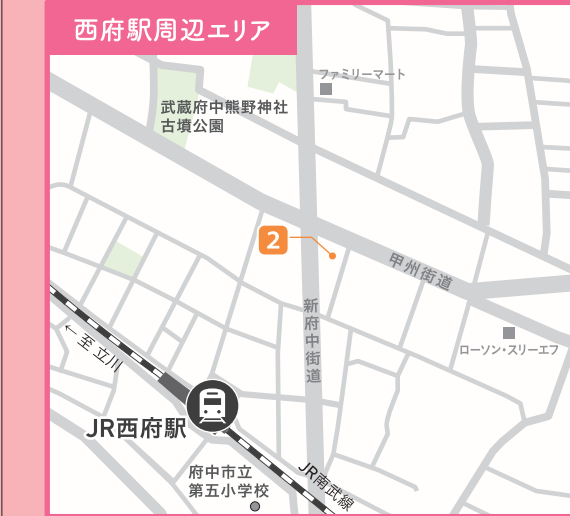 西府駅周辺エリア
ファミリーマート
武蔵府中熊野神社
古墳公園
2
甲州街道
新府中街道
ローソン・スリーエフ
← 至 立川
JR西府駅
府中市立
第五小学校
JR南武線